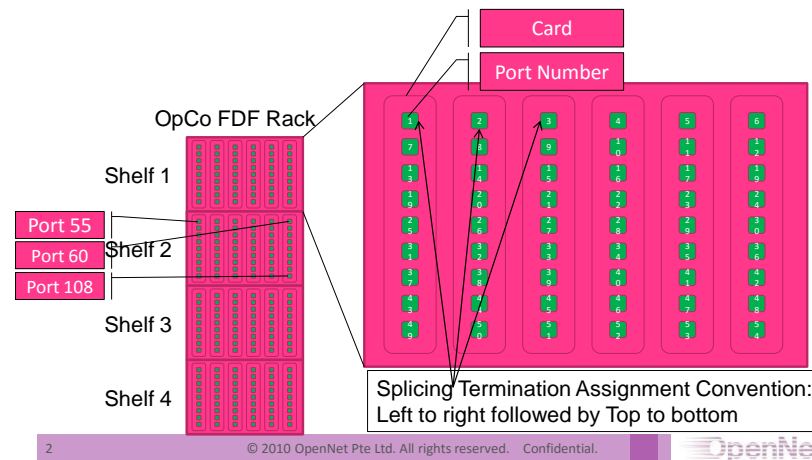 Card
Port Number
OpCo FDF Rack
Shelf 1
Shelf 2
Shelf 3
Shelf 4
Port 55
Port 60
Port 108
1 2 3 4 5 6
7 8 9 10 11 12
13 14 15 16 17 19
19 20 21 22 23 24
25 26 27 28 29 30
31 32 33 34 35 36
37 38 39 40 41 42
43 44 45 46 47 48
49 50 51 52 53 54
Splicing Termination Assignment Convention:
Left to right followed by Top to bottom
2 © 2010 OpenNet Pte Ltd. All rights reserved. Confidential.
OpenNe